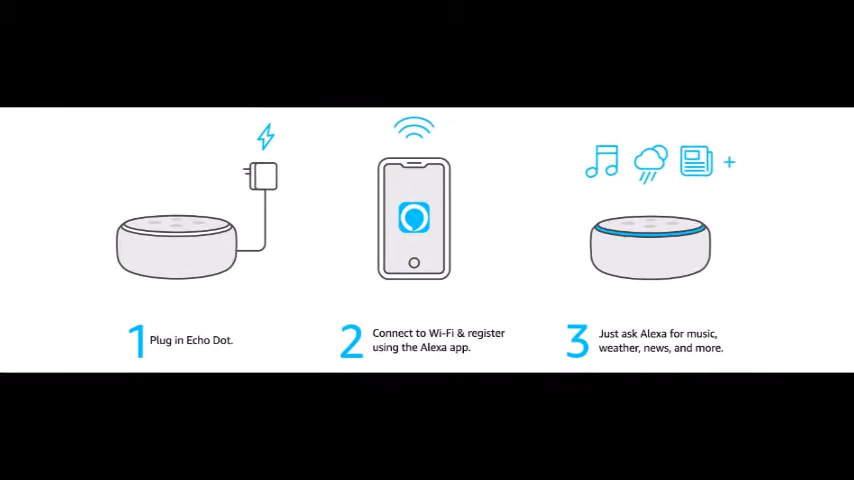 1 Plug in Echo Dot.
2 Connect to Wi-Fi & register
using the Alexa app.
3 Just ask Alexa for music,
weather, news, and more.